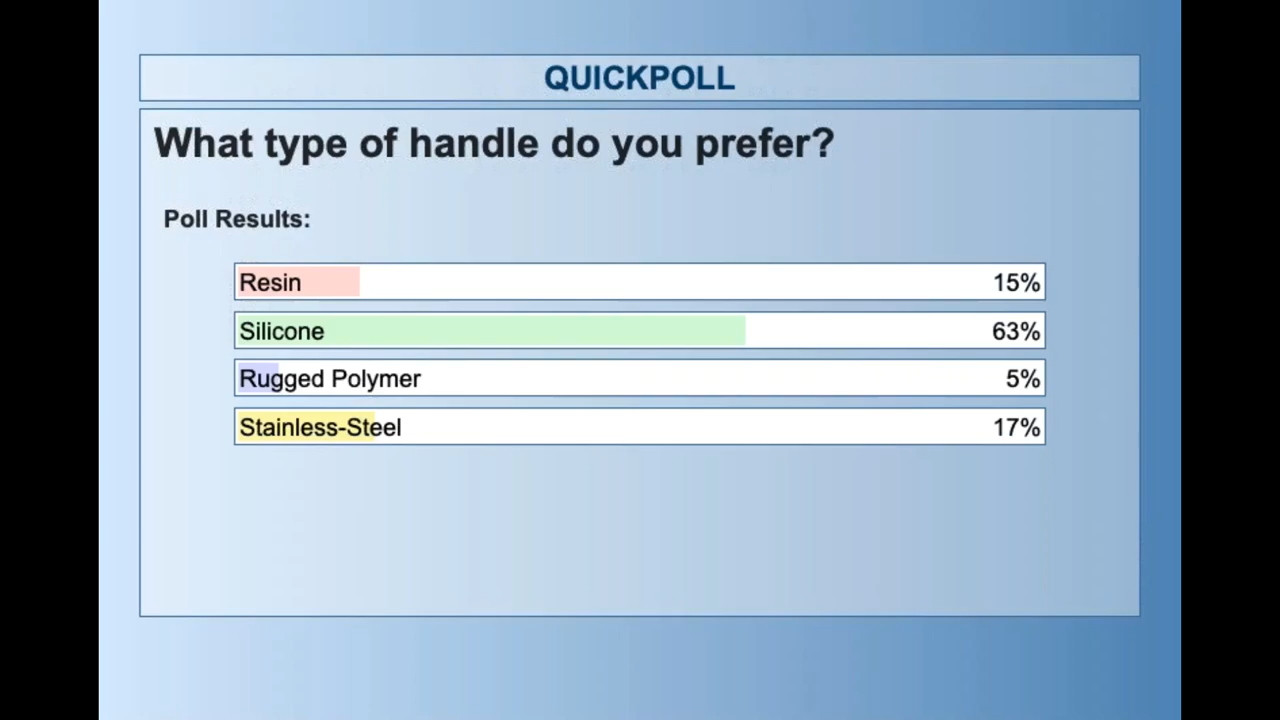 QUICKPOLL
What type of handle do you prefer?
Poll Results:
Resin 15%
Silicone 63%
Rugged Polymer 5%
Stainless-Steel 17%